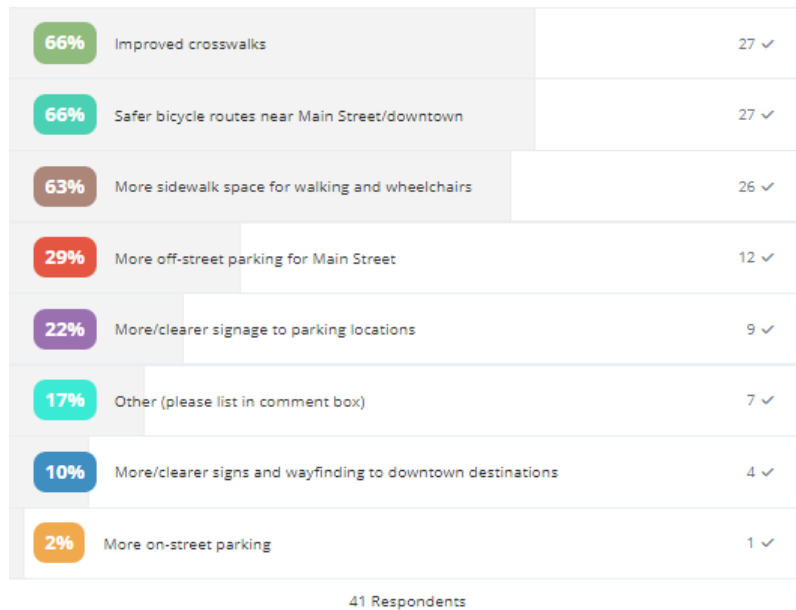 66% Improved crosswalks 27 ✓
66% Safer bicycle routes near Main Street/downtown 27 ✓
63% More sidewalk space for walking and wheelchairs 26 ✓
29% More off-street parking for Main Street 12 ✓
22% More/clearer signage to parking locations 9 ✓
17% Other (please list in comment box) 7 ✓
10% More/clearer signs and wayfinding to downtown destinations 4 ✓
2% More on-street parking 1 ✓
41 Respondents